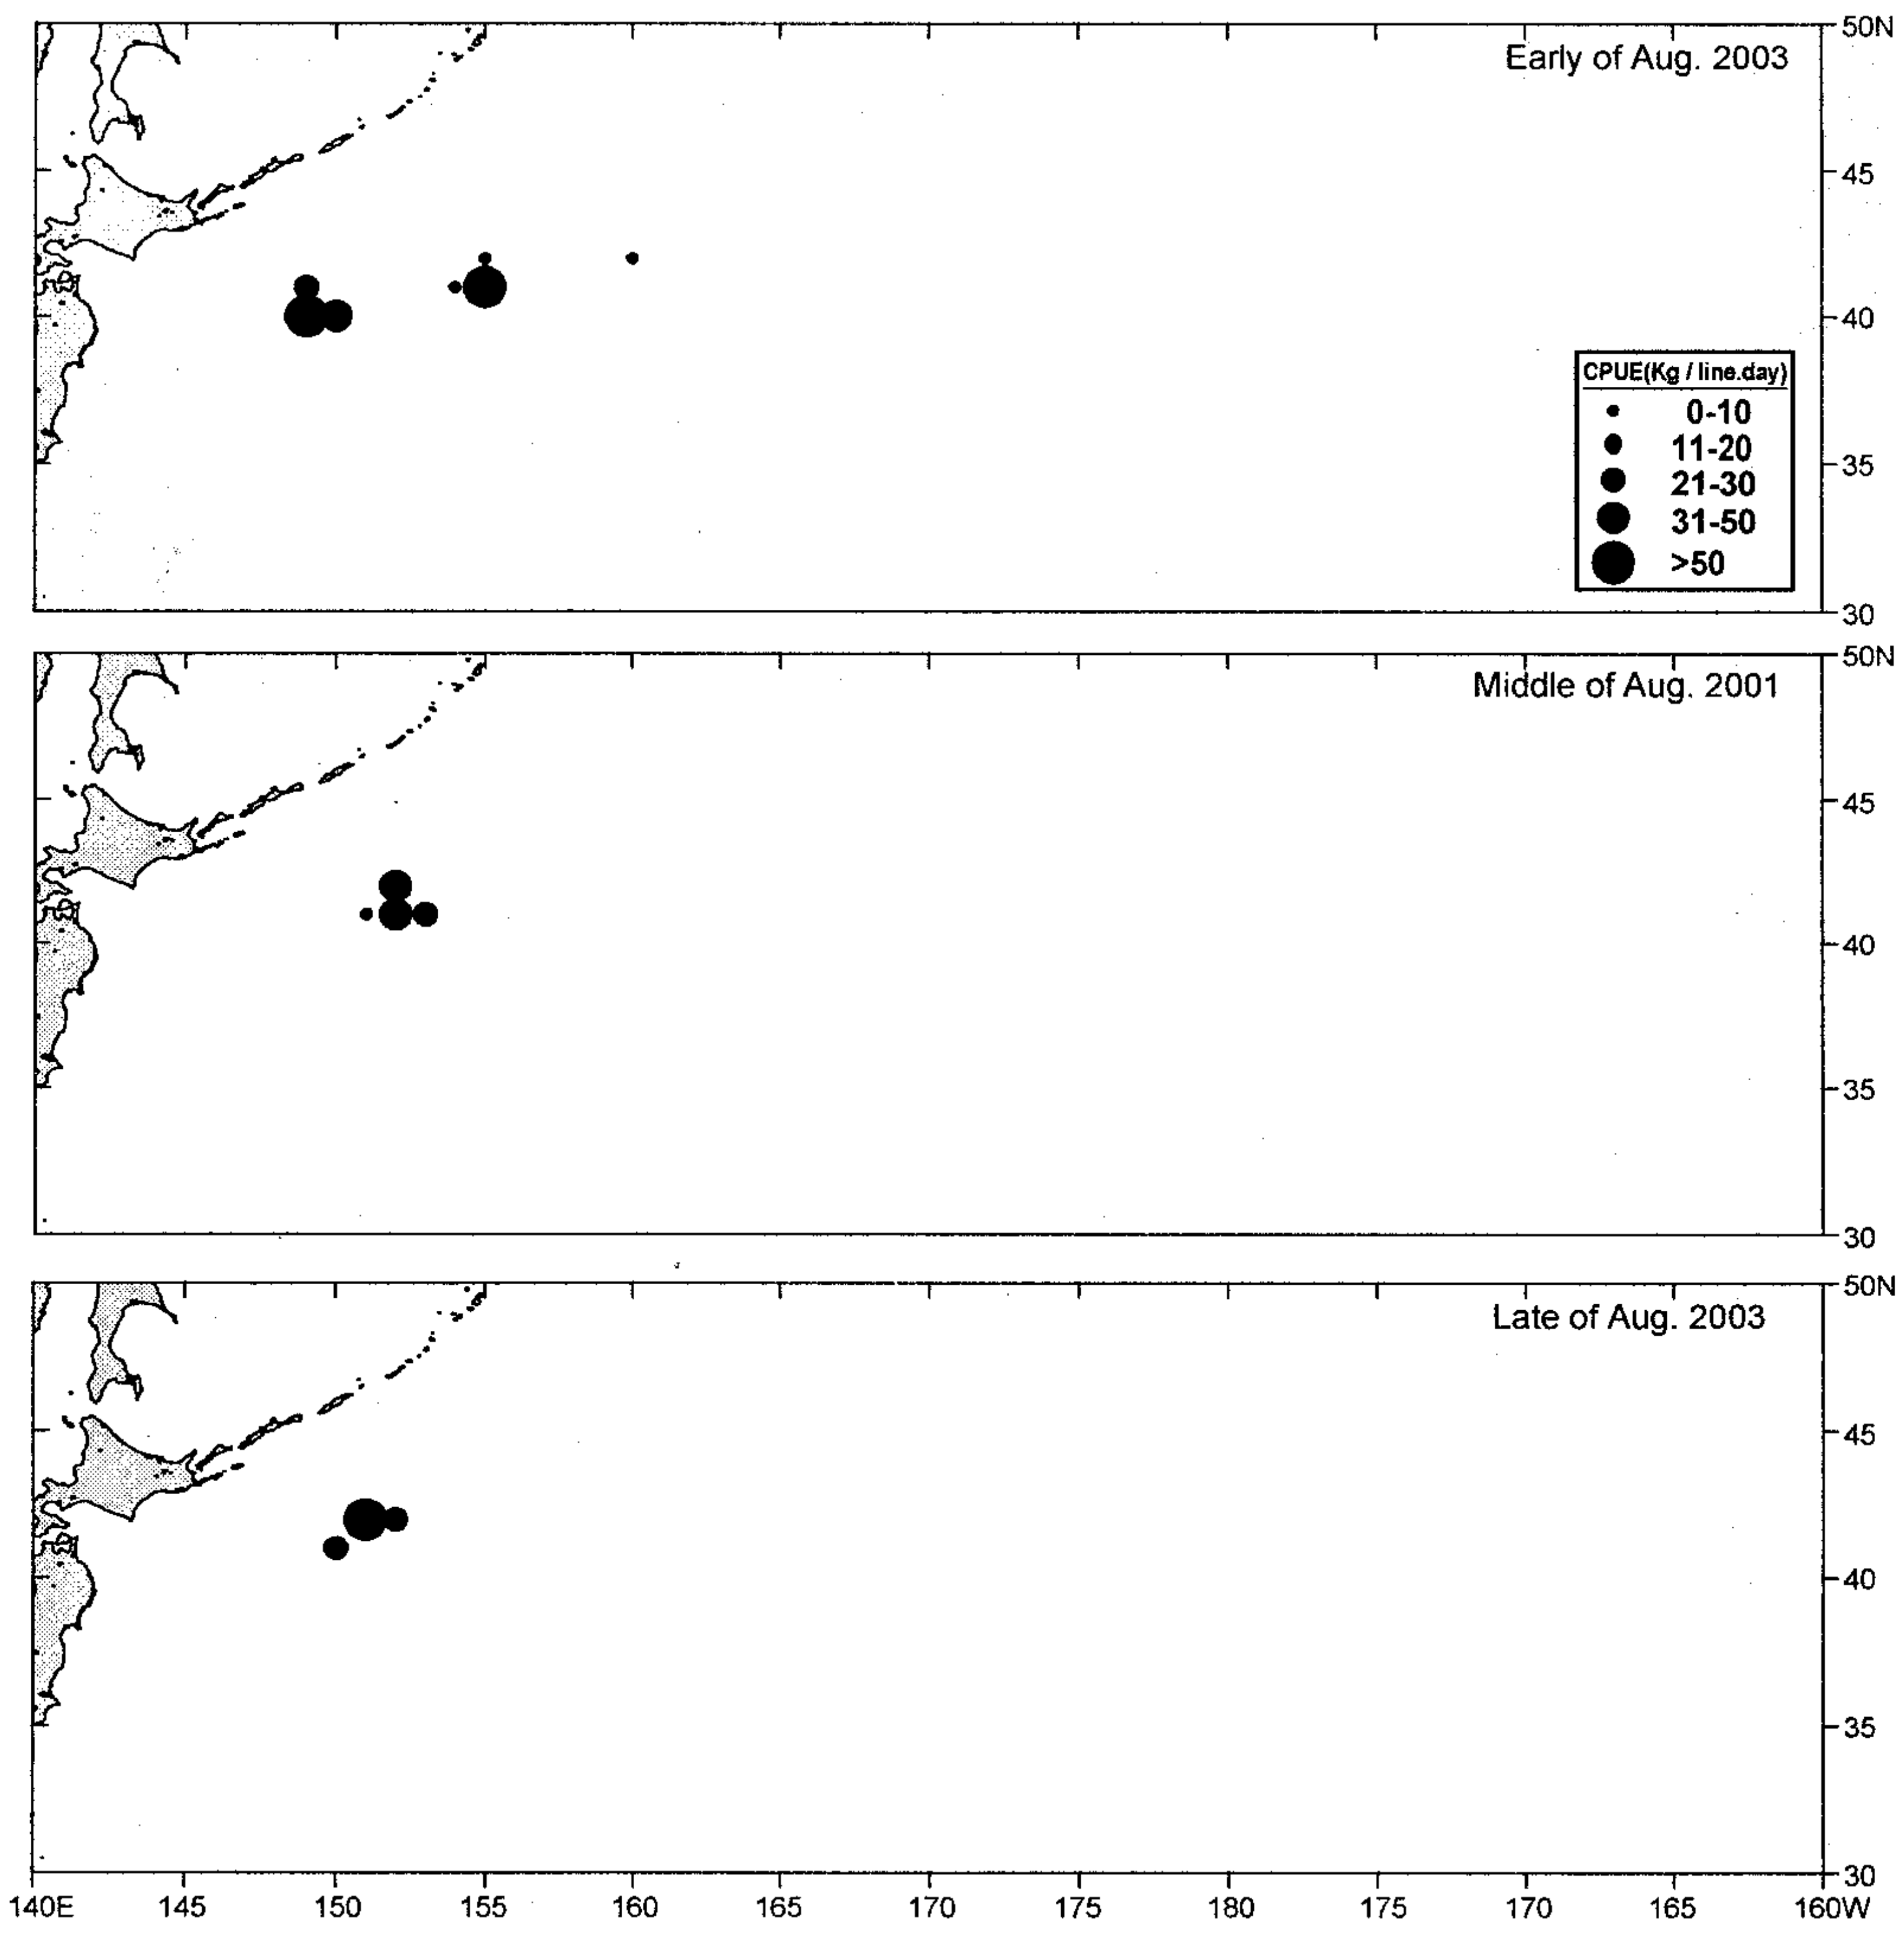 50N
Early of Aug. 2003
45
40
CPUE(Kg / line.day)
0-10
11-20
21-30
31-50
>50
35
30
50N
Middle of Aug. 2001
45
40
35
30
50N
Late of Aug. 2003
45
40
35
30
140E 145 150 155 160 165 170 175 180 175 170 165 160W